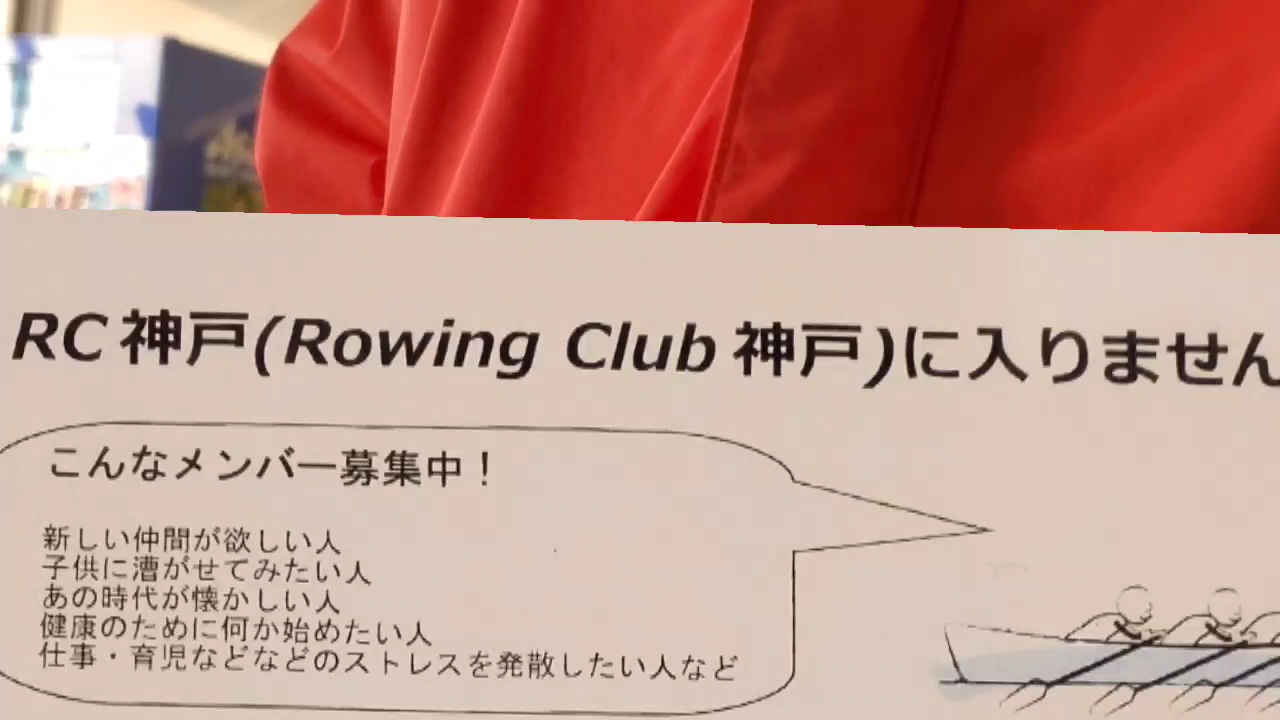 RC 神戸(Rowing Club 神戸)に入りません
こんなメンバー募集中！
新しい仲間が欲しい人
子供に漕がせてみたい人
あの時代が懐かしい人
健康のために何か始めたい人
仕事・育児などなどのストレスを発散したい人など